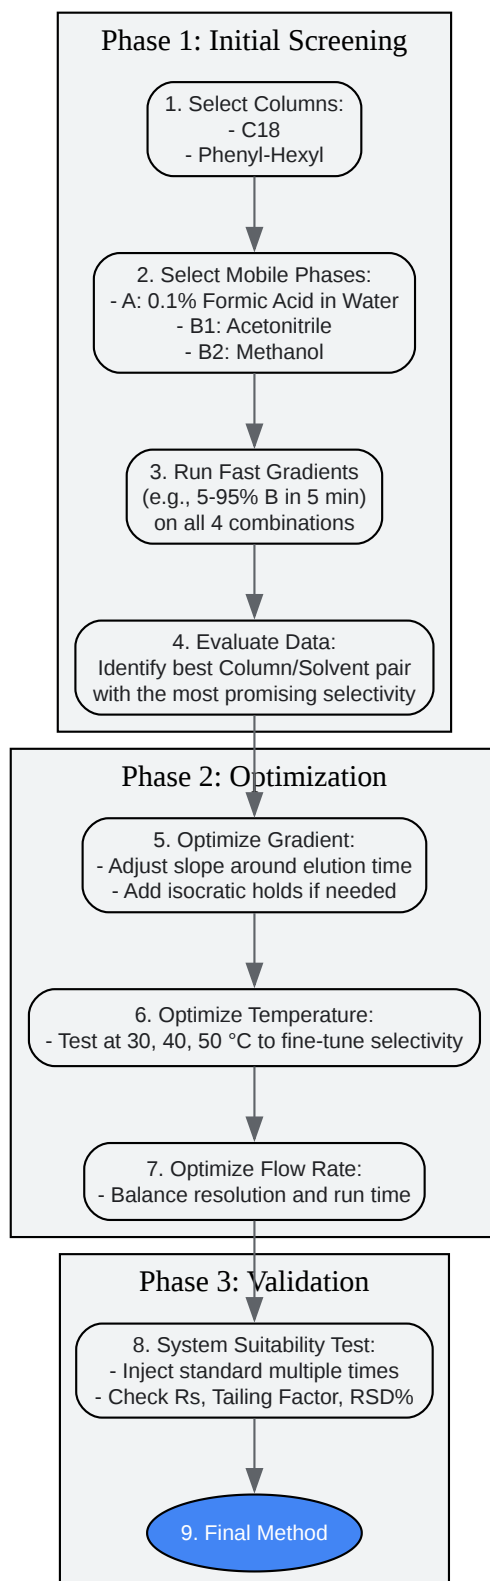 Phase 1: Initial Screening
1. Select Columns:
- C18
- Phenyl-Hexyl
2. Select Mobile Phases:
- A: 0.1% Formic Acid in Water
- B1: Acetonitrile
- B2: Methanol
3. Run Fast Gradients
(e.g., 5-95% B in 5 min)
on all 4 combinations
4. Evaluate Data:
Identify best Column/Solvent pair
with the most promising selectivity
Phase 2: Optimization
5. Optimize Gradient:
- Adjust slope around elution time
- Add isocratic holds if needed
6. Optimize Temperature:
- Test at 30, 40, 50 °C to fine-tune selectivity
7. Optimize Flow Rate:
- Balance resolution and run time
Phase 3: Validation
8. System Suitability Test:
- Inject standard multiple times
- Check Rs, Tailing Factor, RSD%
9. Final Method